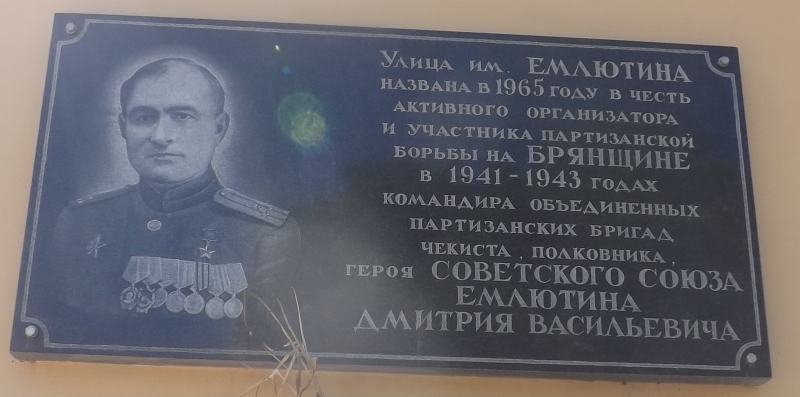 Улица им. ЕМЛЮТИНА
названа в 1965 году в честь
активного организатора
и участника партизанской
борьбы на БРЯНЩИНЕ
в 1941 - 1943 годах
командира объединенных
партизанских бригад
чекиста, полковника,
героя СОВЕТСКОГО СОЮЗА
ЕМЛЮТИНА
ДМИТРИЯ ВАСИЛЬЕВИЧА